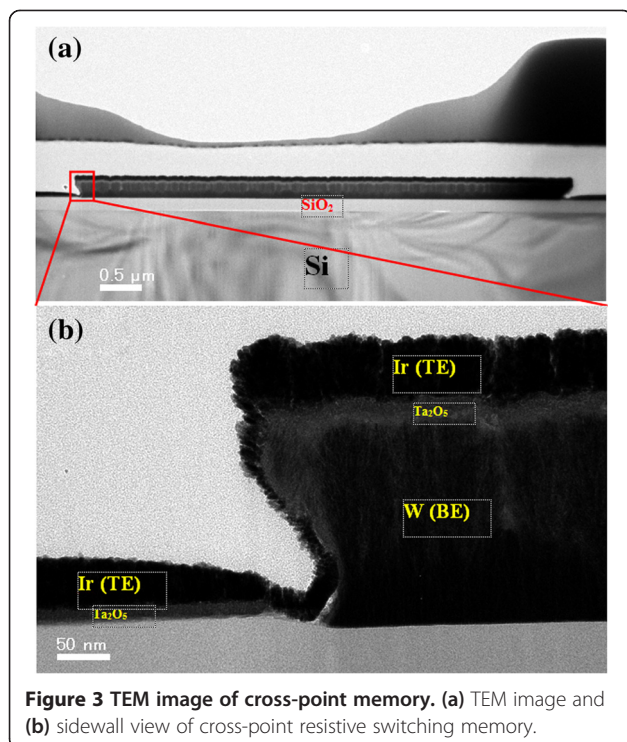 (a)
SiO₂
Si
0.5 µm
(b)
Ir (TE)
Ta₂O₅
W (BE)
Ir (TE)
Ta₂O₅
50 nm
Figure 3 TEM image of cross-point memory. (a) TEM image and
(b) sidewall view of cross-point resistive switching memory.